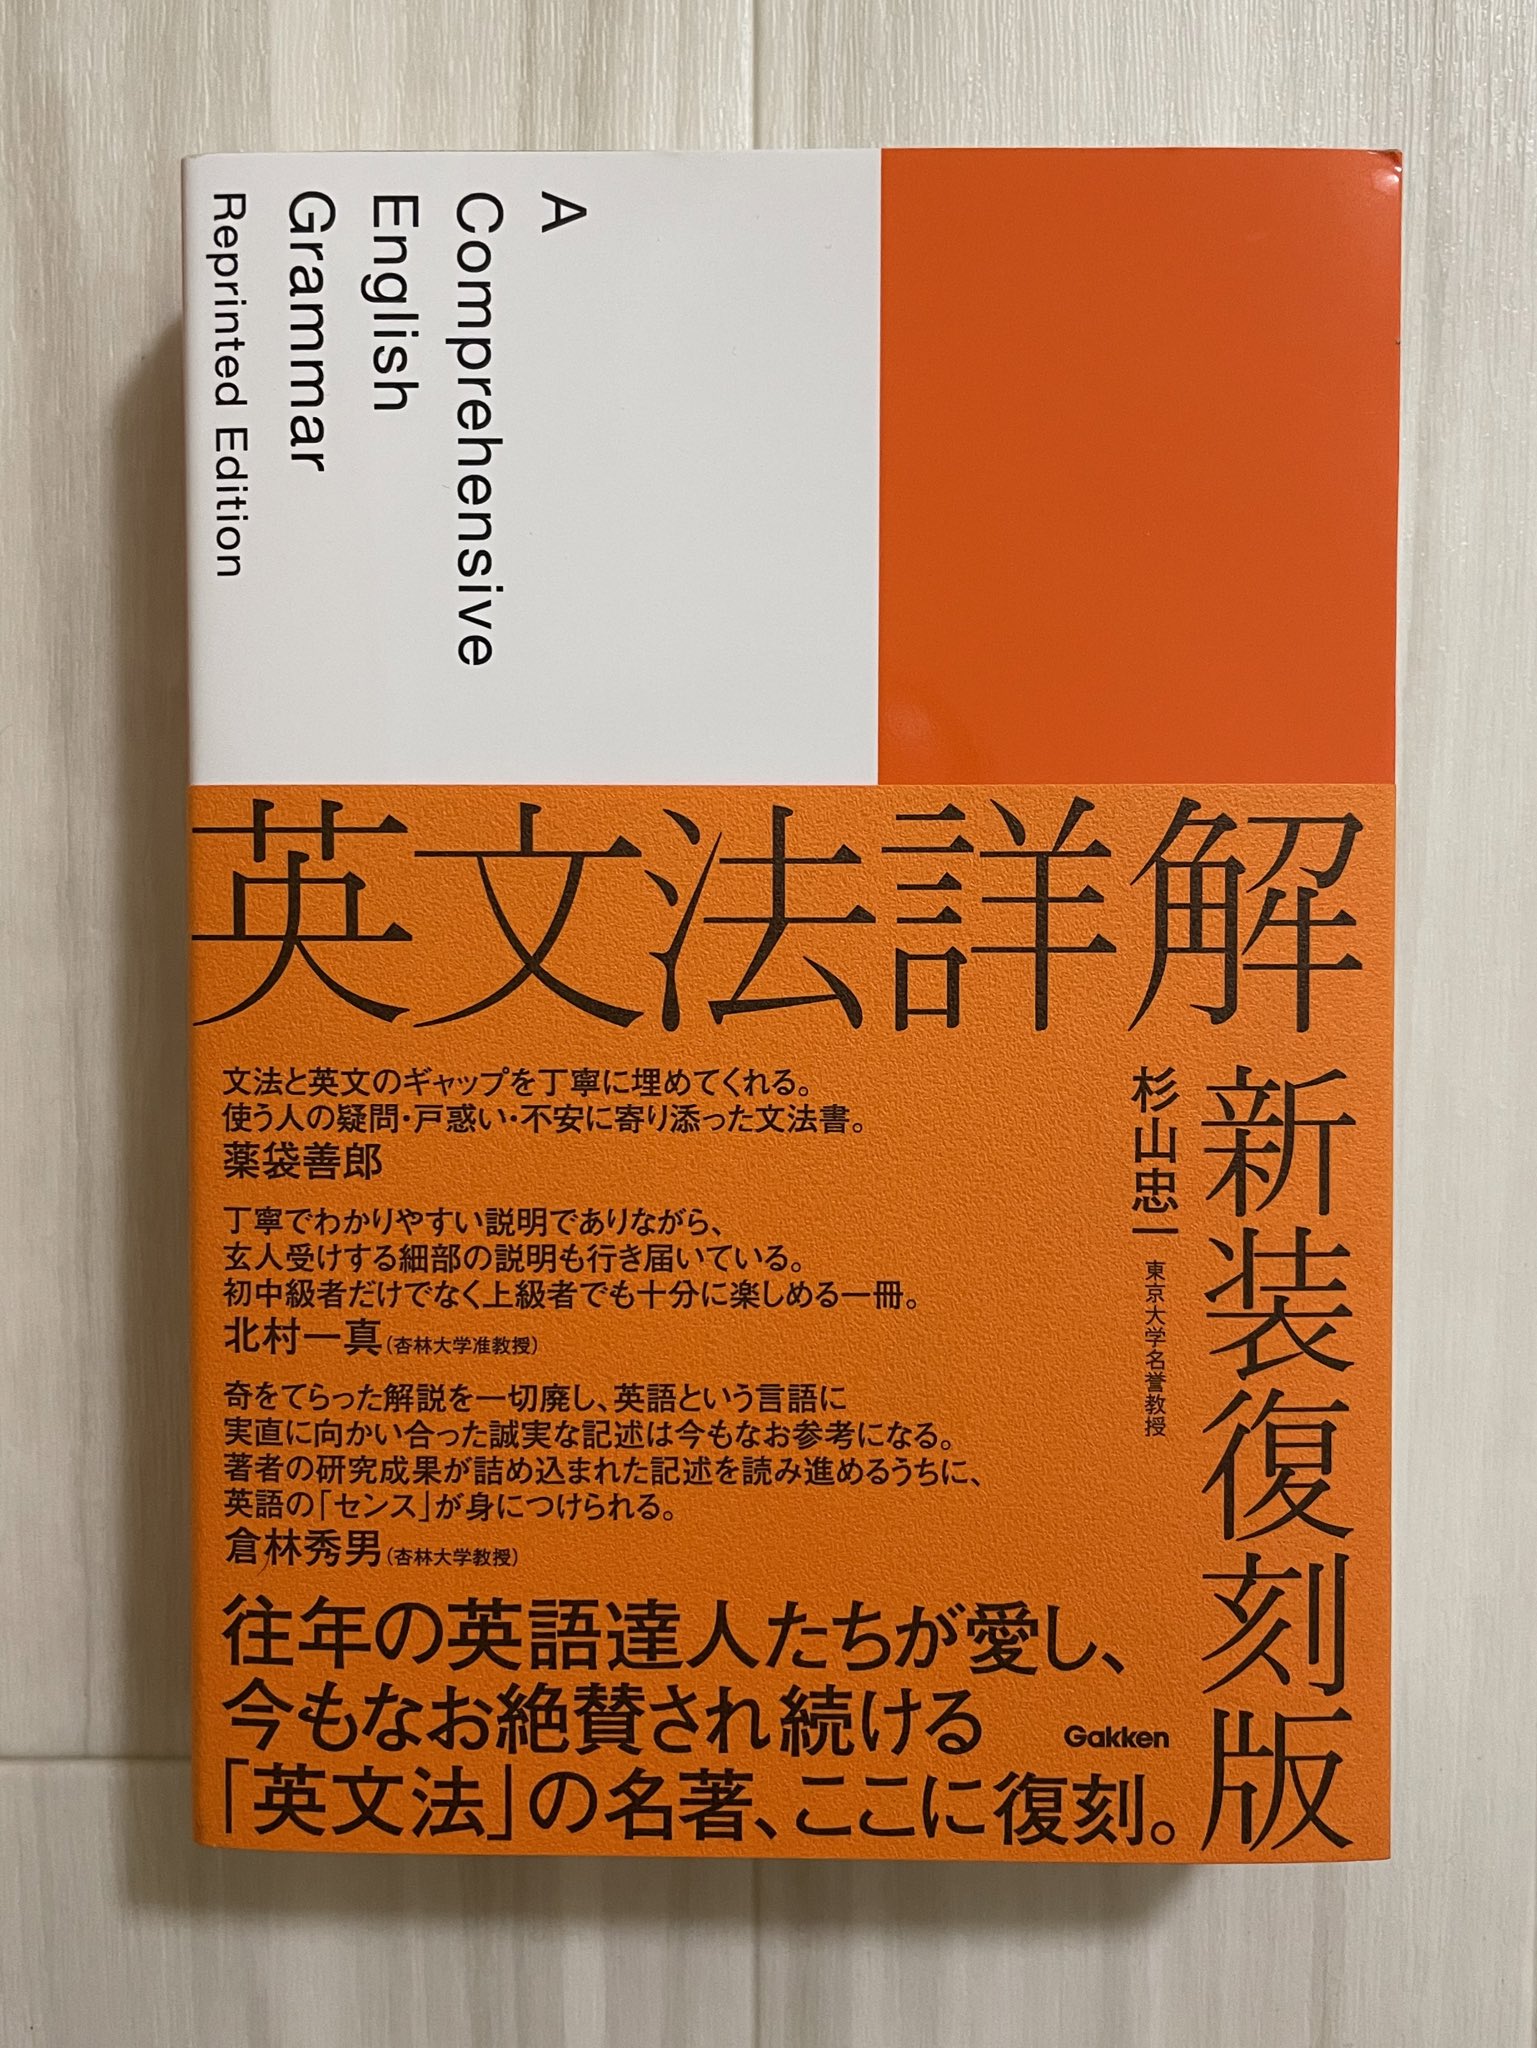 A
Comprehensive
English
Grammar
Reprinted Edition
英文法詳解
新装復刻版
杉山忠一 東京大学名誉教授
文法と英文のギャップを丁寧に埋めてくれる。
使う人の疑問・戸惑い・不安に寄り添った文法書。
薬袋善郎
丁寧でわかりやすい説明でありながら、
玄人受けする細部の説明も行き届いている。
初中級者だけでなく上級者でも十分に楽しめる一冊。
北村一真(杏林大学准教授)
奇をてらった解説を一切廃し、英語という言語に
実直に向かい合った誠実な記述は今もなお参考になる。
著者の研究成果が詰め込まれた記述を読み進めるうちに、
英語の「センス」が身につけられる。
倉林秀男(杏林大学教授)
往年の英語達人たちが愛し、
今もなお絶賛され続ける
「英文法」の名著、ここに復刻。
Gakken